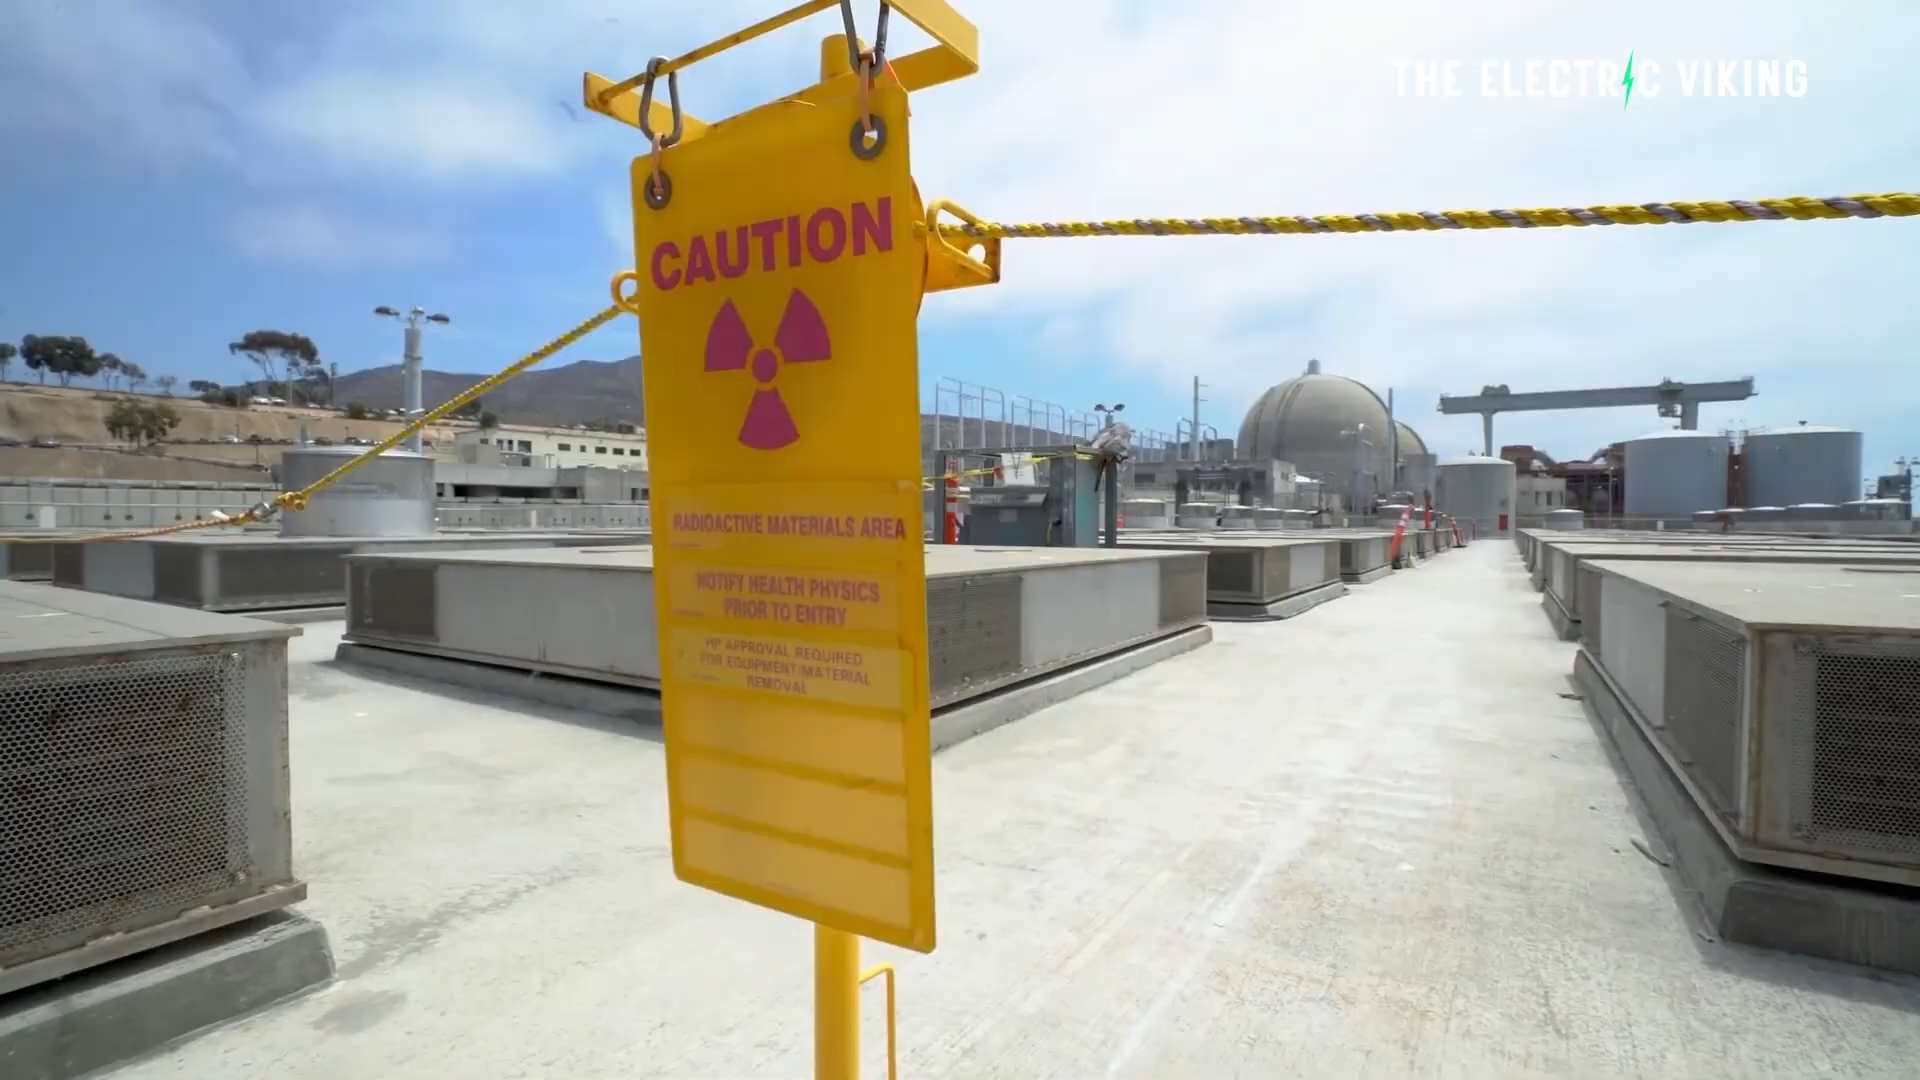 THE ELECTRIC VIKING
CAUTION
RADIOACTIVE MATERIALS AREA
NOTIFY HEALTH PHYSICS
PRIOR TO ENTRY
HP APPROVAL REQUIRED
FOR EQUIPMENT/MATERIAL
REMOVAL